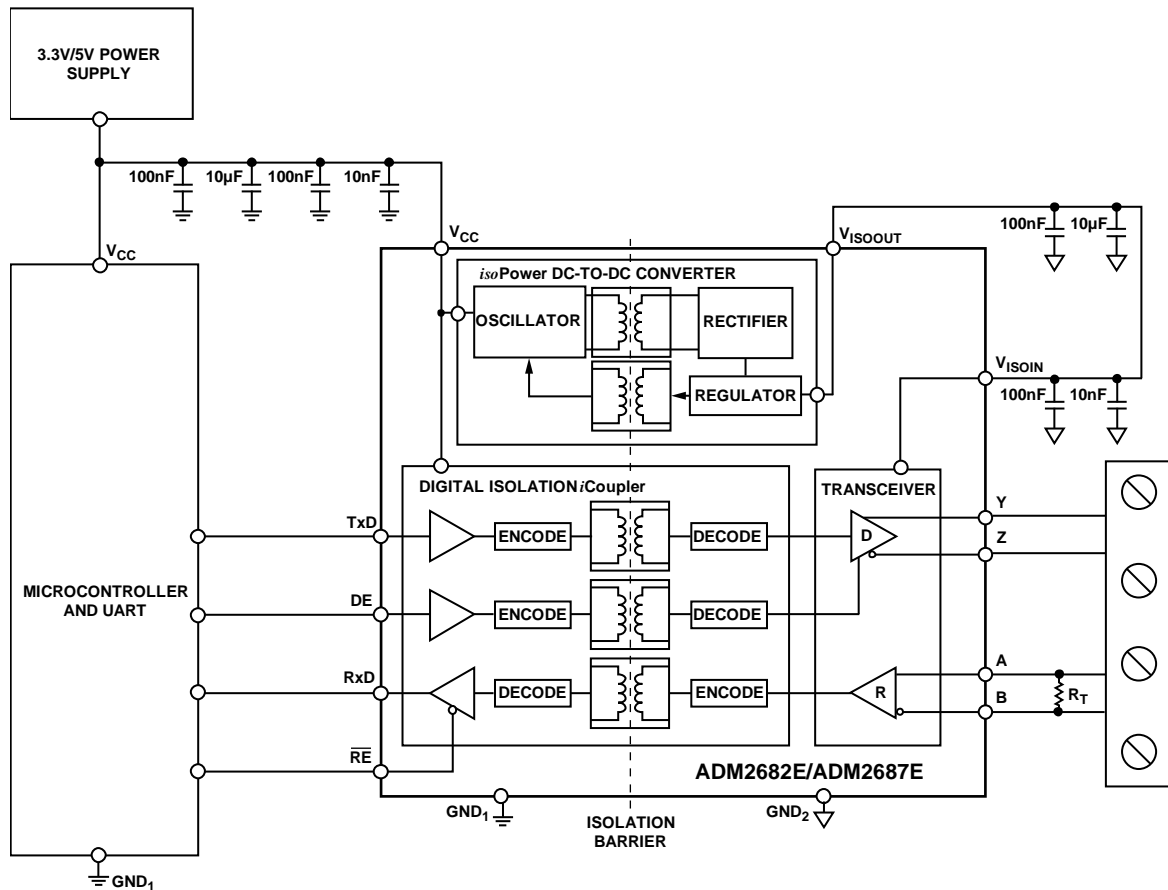 3.3V/5V POWER
SUPPLY
100nF
10µF
100nF
10nF
100nF
10µF
VCC
VCC
VISOOUT
isoPower DC-TO-DC CONVERTER
OSCILLATOR
RECTIFIER
REGULATOR
VISOIN
100nF
10nF
DIGITAL ISOLATION iCoupler
TRANSCEIVER
TxD
ENCODE
DECODE
D
Y
Z
MICROCONTROLLER
AND UART
DE
ENCODE
DECODE
RxD
DECODE
ENCODE
R
A
B
RT
RE
ADM2682E/ADM2687E
GND1
GND2
ISOLATION
BARRIER
GND1